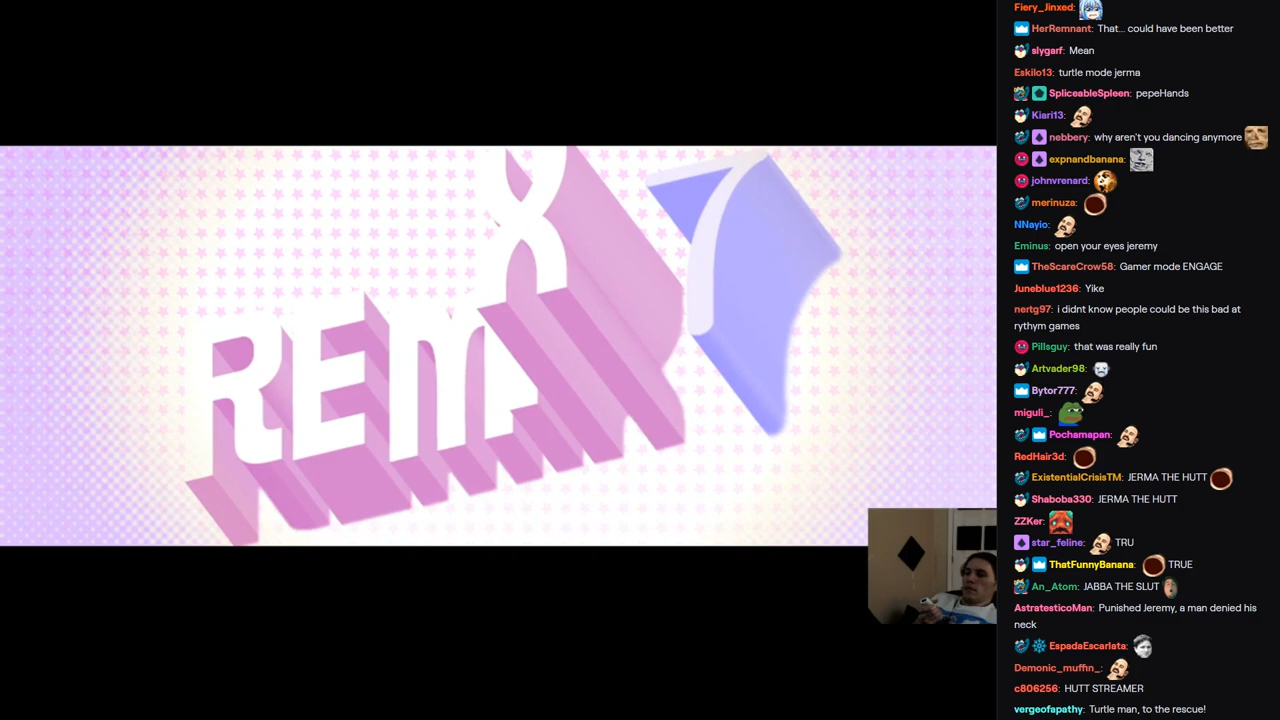 REMIX
Fiery_Jinxed:
HerRemnant: That... could have been better
slygarf: Mean
Eskilo13: turtle mode jerma
SpliceableSpleen: pepeHands
Kiari13:
nebbery: why aren't you dancing anymore
expnandbanana:
johnvrenard:
merinuza:
NNayio:
Eminus: open your eyes jeremy
TheScareCrow58: Gamer mode ENGAGE
Juneblue1236: Yike
nertg97: i didnt know people could be this bad at
rythym games
Pillsguy: that was really fun
Artvader98:
Bytor777:
miguli_:
Pochamapan:
RedHair3d:
ExistentialCrisisTM: JERMA THE HUTT
Shaboba330: JERMA THE HUTT
ZZKer:
star_feline: TRU
ThatFunnyBanana: TRUE
An_Atom: JABBA THE SLUT
AstratesticoMan: Punished Jeremy, a man denied his
neck
EspadaEscarlata:
Demonic_muffin_:
c806256: HUTT STREAMER
vergeofapathy: Turtle man, to the rescue!